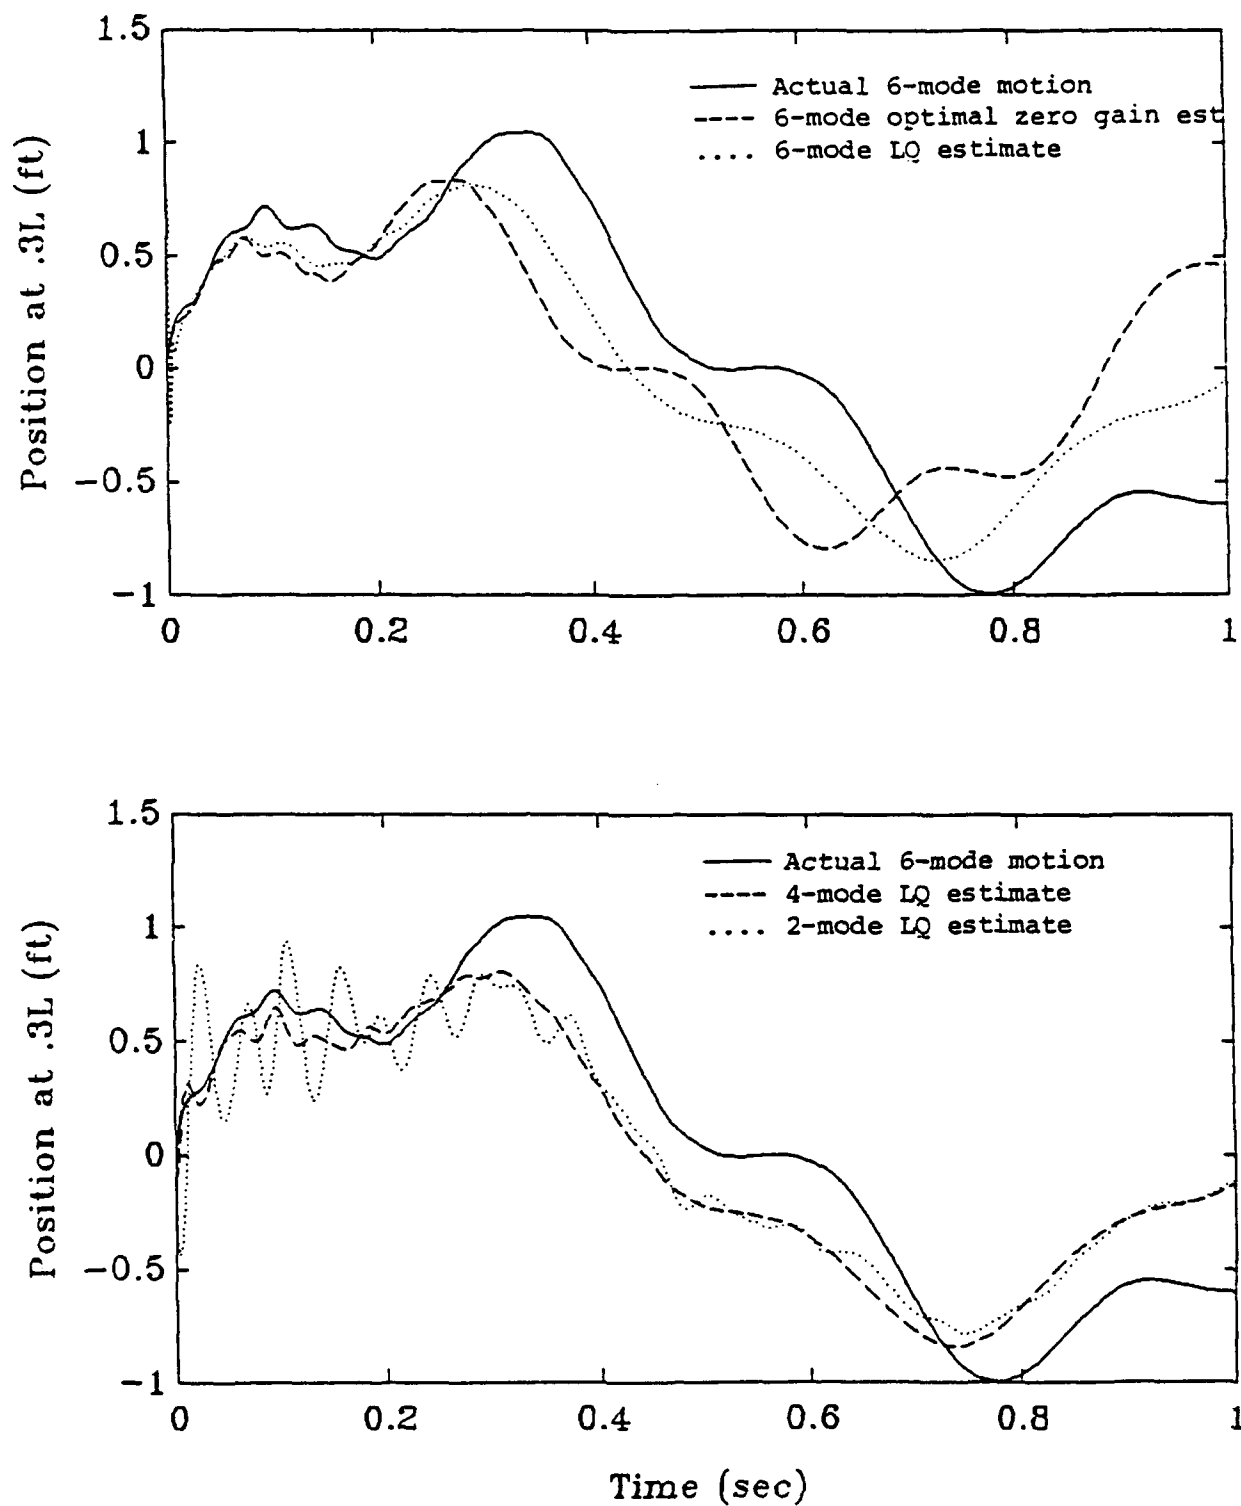 1.5
Actual 6-mode motion
6-mode optimal zero gain est
6-mode LQ estimate
1
0.5
0
-0.5
-1
Position at .3L (ft)
0 0.2 0.4 0.6 0.8 1
1.5
Actual 6-mode motion
4-mode LQ estimate
2-mode LQ estimate
1
0.5
0
-0.5
-1
Position at .3L (ft)
0 0.2 0.4 0.6 0.8 1
Time (sec)